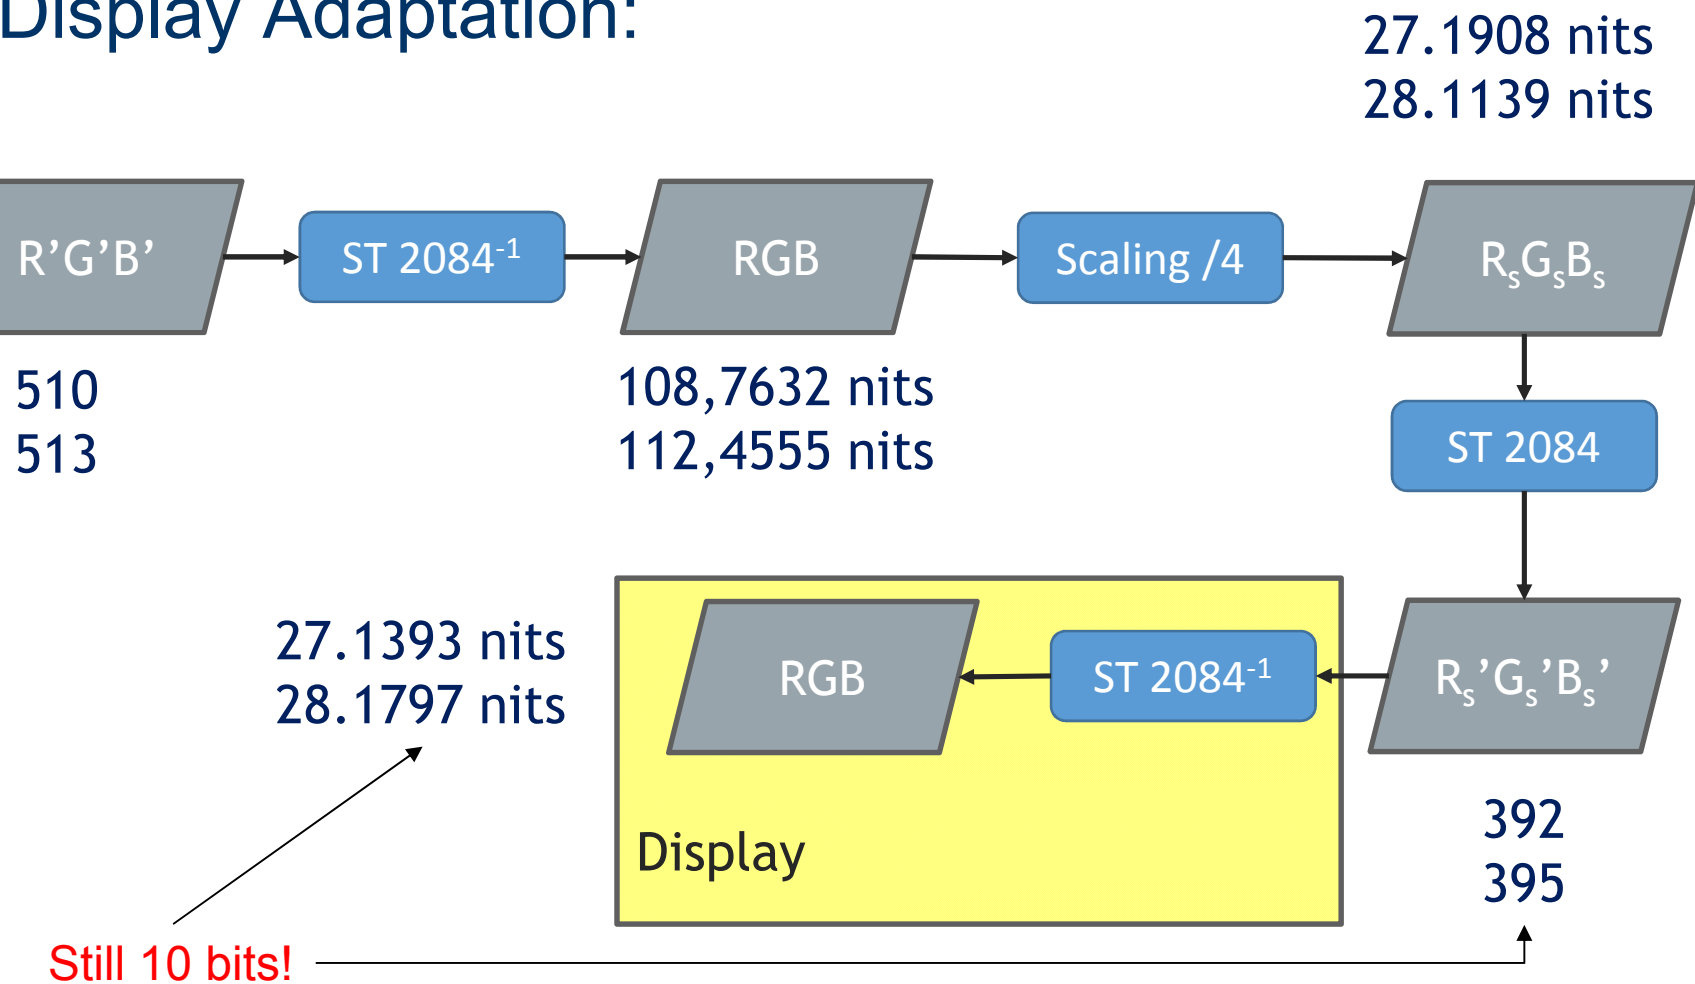 Display Adaptation:
27.1908 nits
28.1139 nits
R’G’B’
ST 2084⁻¹
RGB
Scaling /4
RₛGₛBₛ
510
513
108,7632 nits
112,4555 nits
ST 2084
27.1393 nits
28.1797 nits
RGB
ST 2084⁻¹
Rₛ’Gₛ’Bₛ’
Display
392
395
Still 10 bits!